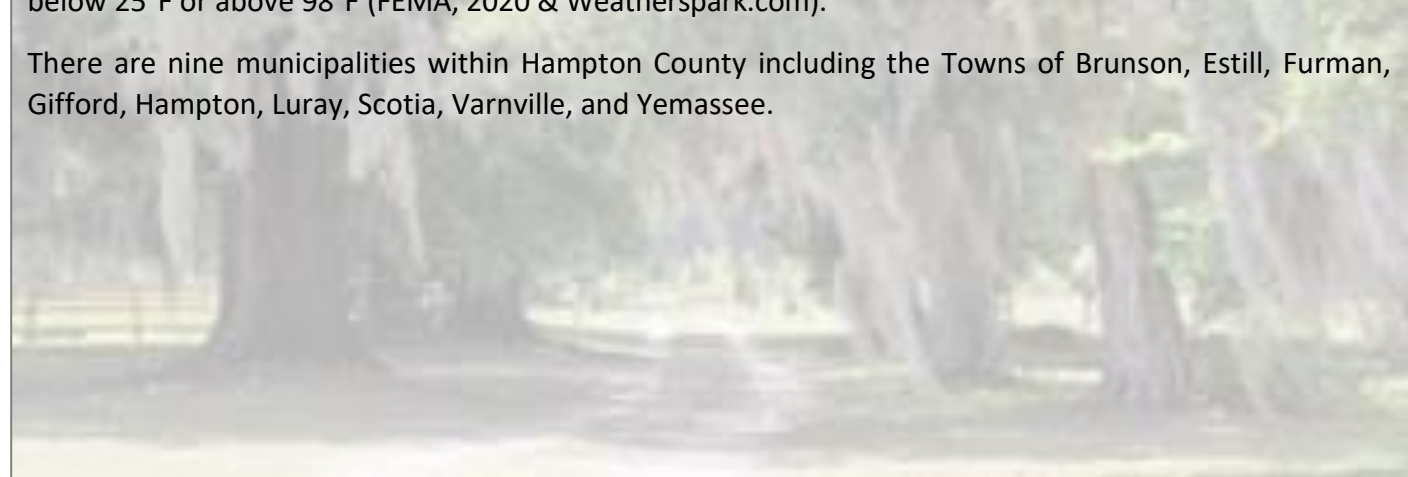 below 25°F or above 98°F (FEMA, 2020 & Weatherspark.com).
There are nine municipalities within Hampton County including the Towns of Brunson, Estill, Furman,
Gifford, Hampton, Luray, Scotia, Varnville, and Yemassee.